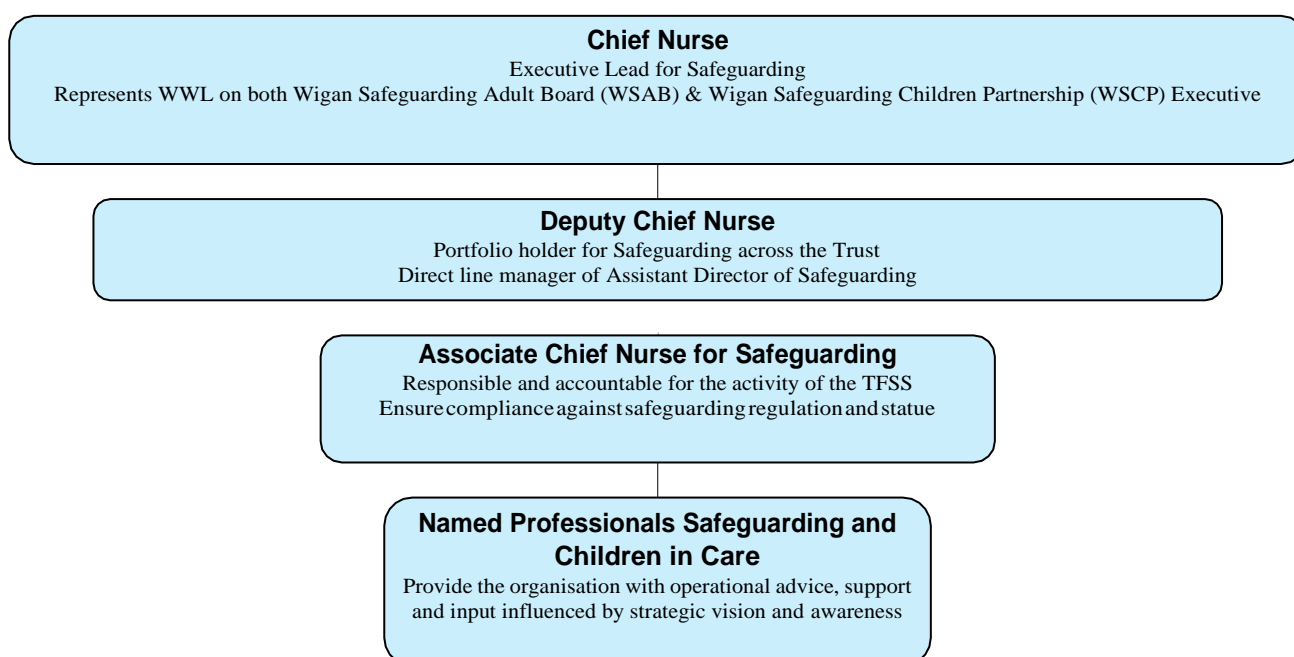 Chief Nurse
Executive Lead for Safeguarding
Represents WWL on both Wigan Safeguarding Adult Board (WSAB) & Wigan Safeguarding Children Partnership (WSCP) Executive
Deputy Chief Nurse
Portfolio holder for Safeguarding across the Trust
Direct line manager of Assistant Director of Safeguarding
Associate Chief Nurse for Safeguarding
Responsible and accountable for the activity of the TFSS
Ensure compliance against safeguarding regulation and statue
Named Professionals Safeguarding and
Children in Care
Provide the organisation with operational advice, support
and input influenced by strategic vision and awareness